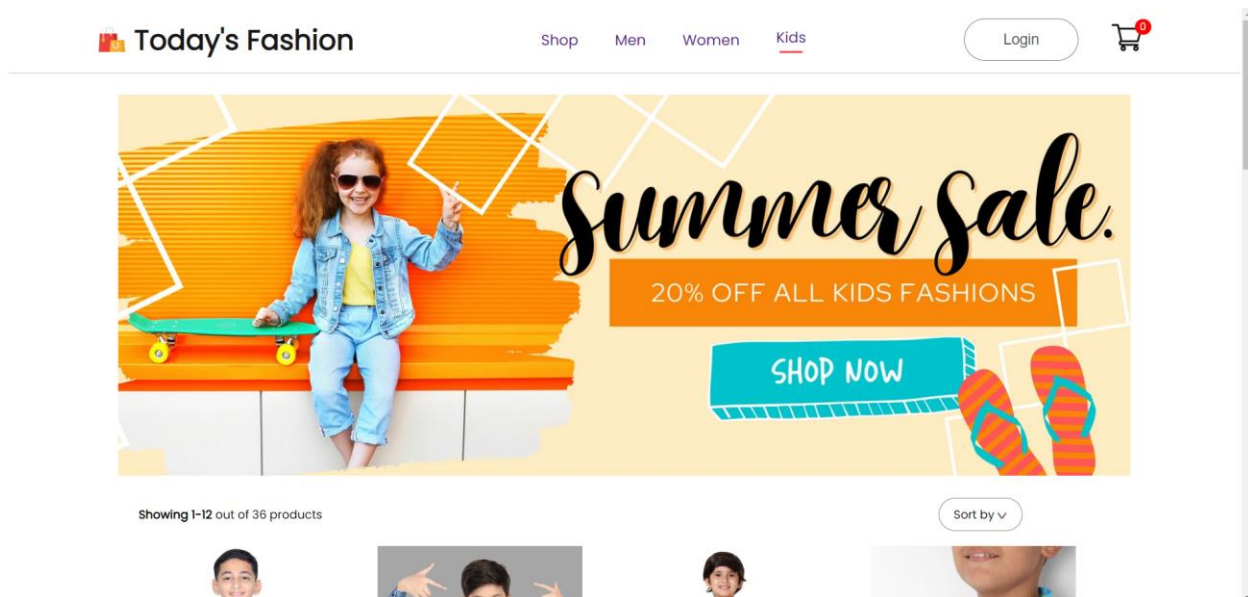 Today's Fashion
Shop Men Women Kids
Login
0
Summer Sale.
20% OFF ALL KIDS FASHIONS
SHOP NOW
Showing 1-12 out of 36 products
Sort by